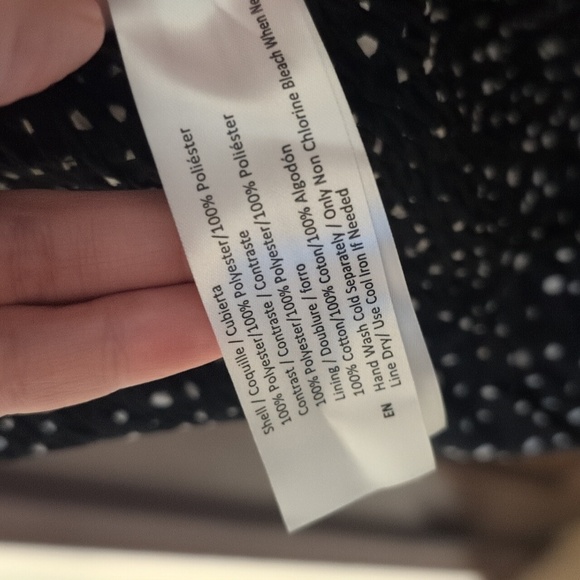 Shell / Coquille / Cubierta
100% Polyester/100% Polyester/100% Poliéster
Contrast / Contraste / Contraste
100% Polyester/100% Polyester/100% Poliéster
Lining / Doublure / forro
100% Cotton/100% Coton/100% Algodón
EN Hand Wash Cold Separately / Only Non Chlorine Bleach When
Line Dry/ Use Cool Iron If Needed